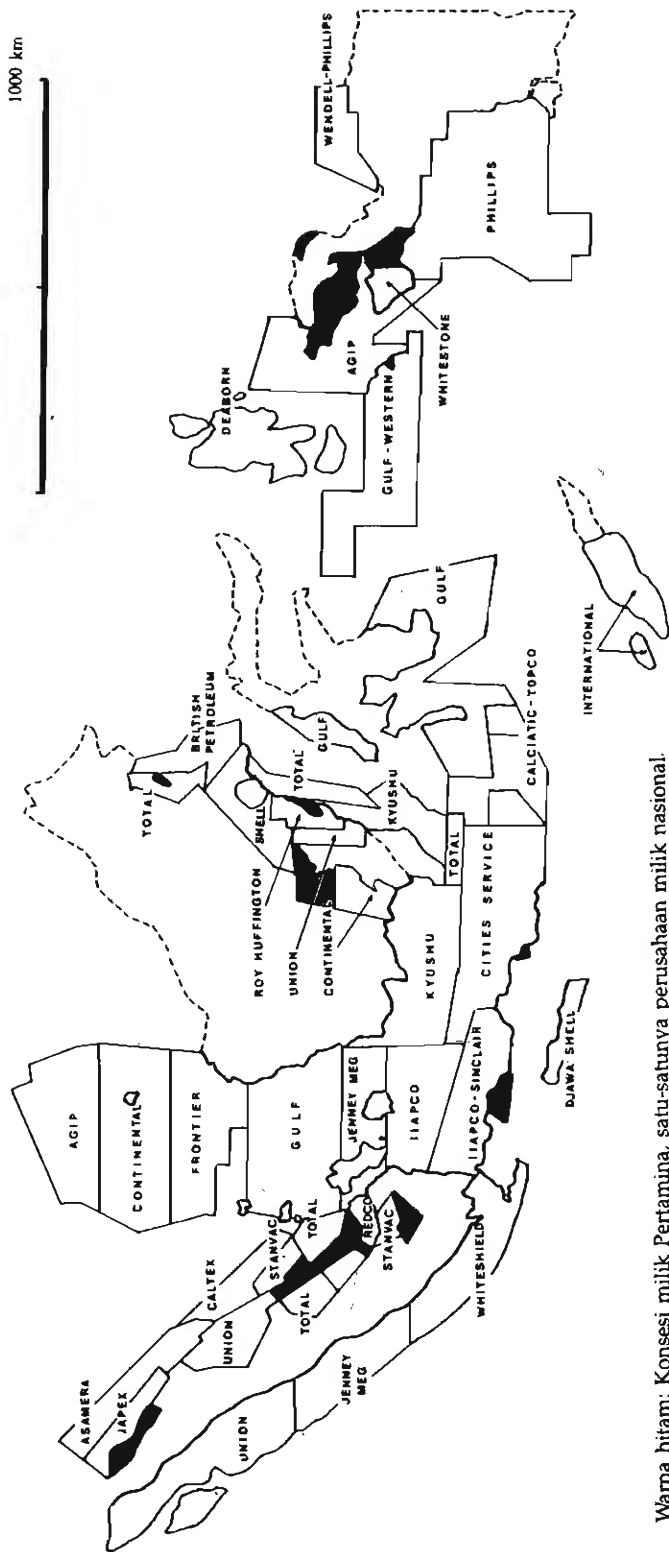 1000 km
WENDELL-PHILLIPS
PHILLIPS
WHITESTONE
AGIP
DEABORN
GULF-WESTERN
GULF
INTERNATIONAL
CALCIATIC-TOPCO
BRITISH
PETROLEUM
TOTAL
SHELL
TOTAL
GULF
KYUSHU
ROY HUFFINGTON
UNION
CONTINENTAL
TOTAL
KYUSHU
CITIES SERVICE
AGIP
CONTINENTAL
FRONTIER
GULF
JENNEY MEG
IIAPCO
IIAPCO-SINCLAIR
DJAWA SHELL
ASAMERA
JAPEX
CALTEX
UNION
STANVAC
TOTAL
TOTAL
REDCO
STANVAC
UNION
JENNEY
MEG
WHITESHIELD
Warna hitam: Konsesi milik Pertamina, satu-satunya perusahaan milik nasional.